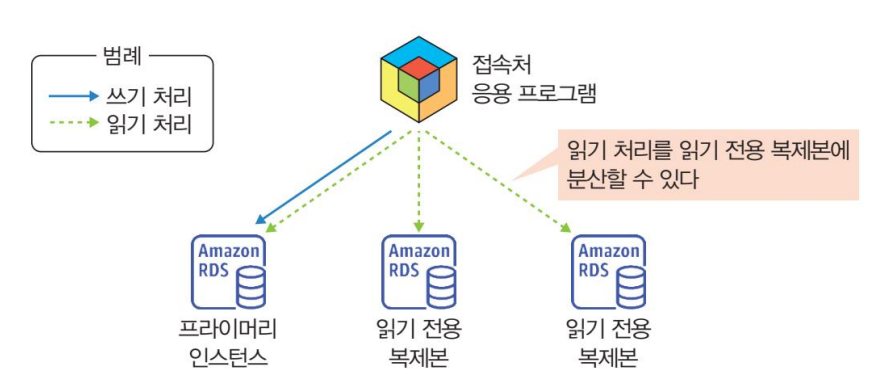 범례
쓰기 처리
읽기 처리
접속처
응용 프로그램
읽기 처리를 읽기 전용 복제본에
분산할 수 있다
Amazon
RDS
프라이머리
인스턴스
Amazon
RDS
읽기 전용
복제본
Amazon
RDS
읽기 전용
복제본